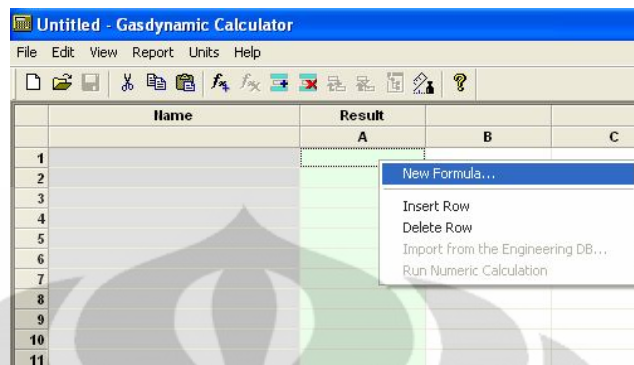 Untitled - Gasdynamic Calculator
File Edit View Report Units Help
Name Result
A B C
1
New Formula...
2
3
Insert Row
4
Delete Row
5
Import from the Engineering DB...
6
Run Numeric Calculation
7
8
9
10
11